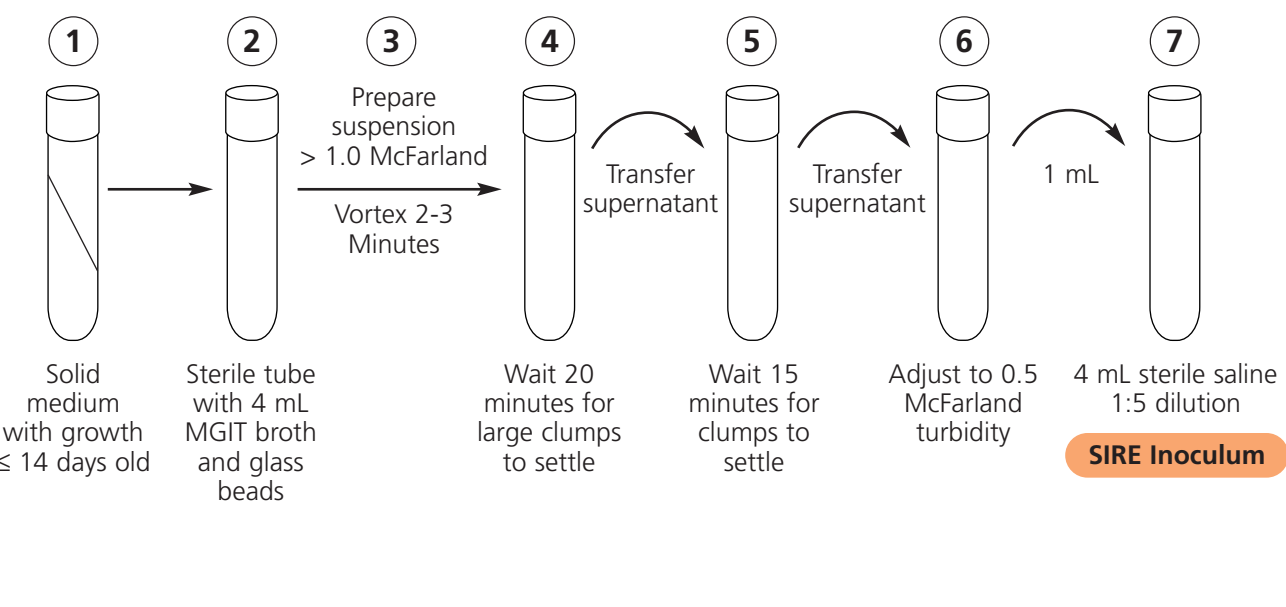 1
2
3
4
5
6
7
Prepare
suspension
> 1.0 McFarland
Vortex 2-3
Minutes
Transfer
supernatant
Transfer
supernatant
1 mL
Solid
medium
with growth
≤ 14 days old
Sterile tube
with 4 mL
MGIT broth
and glass
beads
Wait 20
minutes for
large clumps
to settle
Wait 15
minutes for
clumps to
settle
Adjust to 0.5
McFarland
turbidity
4 mL sterile saline
1:5 dilution
SIRE Inoculum